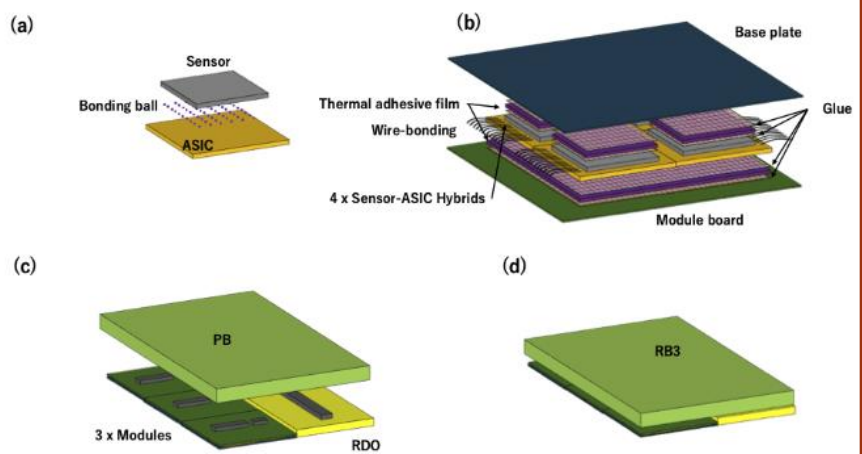 (a)
Sensor
Bonding ball
ASIC
(b)
Base plate
Thermal adhesive film
Glue
Wire-bonding
4 x Sensor-ASIC Hybrids
Module board
(c)
PB
3 x Modules
RDO
(d)
RB3